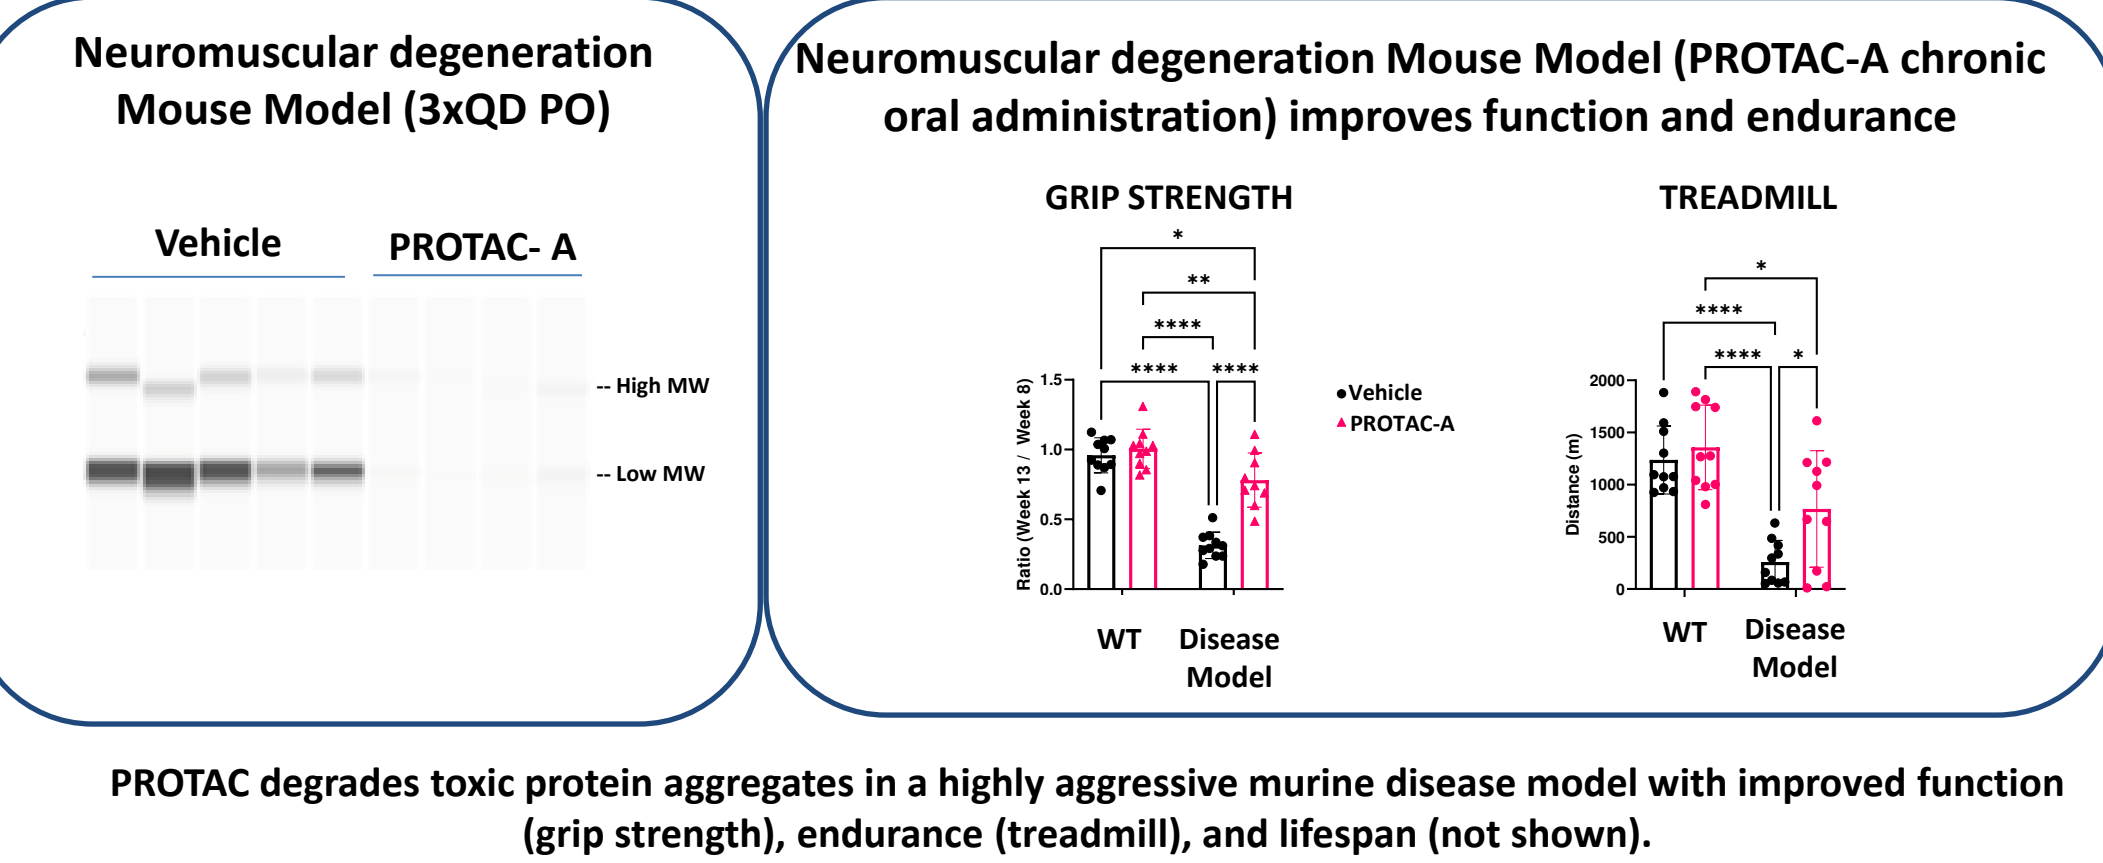 Neuromuscular degeneration
Mouse Model (3xQD PO)
Vehicle
PROTAC- A
-- High MW
-- Low MW
Neuromuscular degeneration Mouse Model (PROTAC-A chronic
oral administration) improves function and endurance
GRIP STRENGTH
*
**
****
**** ****
Ratio (Week 13 / Week 8)
1.5
1.0
0.5
0.0
WT
Disease
Model
Vehicle
PROTAC-A
TREADMILL
*
****
**** *
Distance (m)
2000
1500
1000
500
0
WT
Disease
Model
PROTAC degrades toxic protein aggregates in a highly aggressive murine disease model with improved function
(grip strength), endurance (treadmill), and lifespan (not shown).